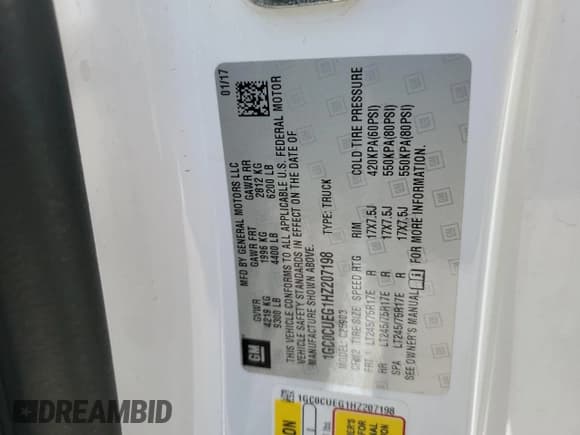 01/17
GM
MFD BY GENERAL MOTORS LLC
GVWR GAWR FRT GAWR RR
4219 KG 1996 KG 2812 KG
9300 LB 4400 LB 6200 LB
THIS VEHICLE CONFORMS TO ALL APPLICABLE U.S. FEDERAL MOTOR
VEHICLE SAFETY STANDARDS IN EFFECT ON THE DATE OF
MANUFACTURE SHOWN ABOVE.
1GC0CUEG1HZ207198 TYPE: TRUCK
MODEL: C25903
TIRE SIZE SPEED RTG RIM COLD TIRE PRESSURE
FRT LT245/75R17E R 17X7.5J 420KPA(60PSI)
RR LT245/75R17E R 17X7.5J 550KPA(80PSI)
SPA LT245/75R17E R 17X7.5J 550KPA(80PSI)
SEE OWNER'S MANUAL FOR MORE INFORMATION.
1GC0CUEG1HZ207198
DREAMBID